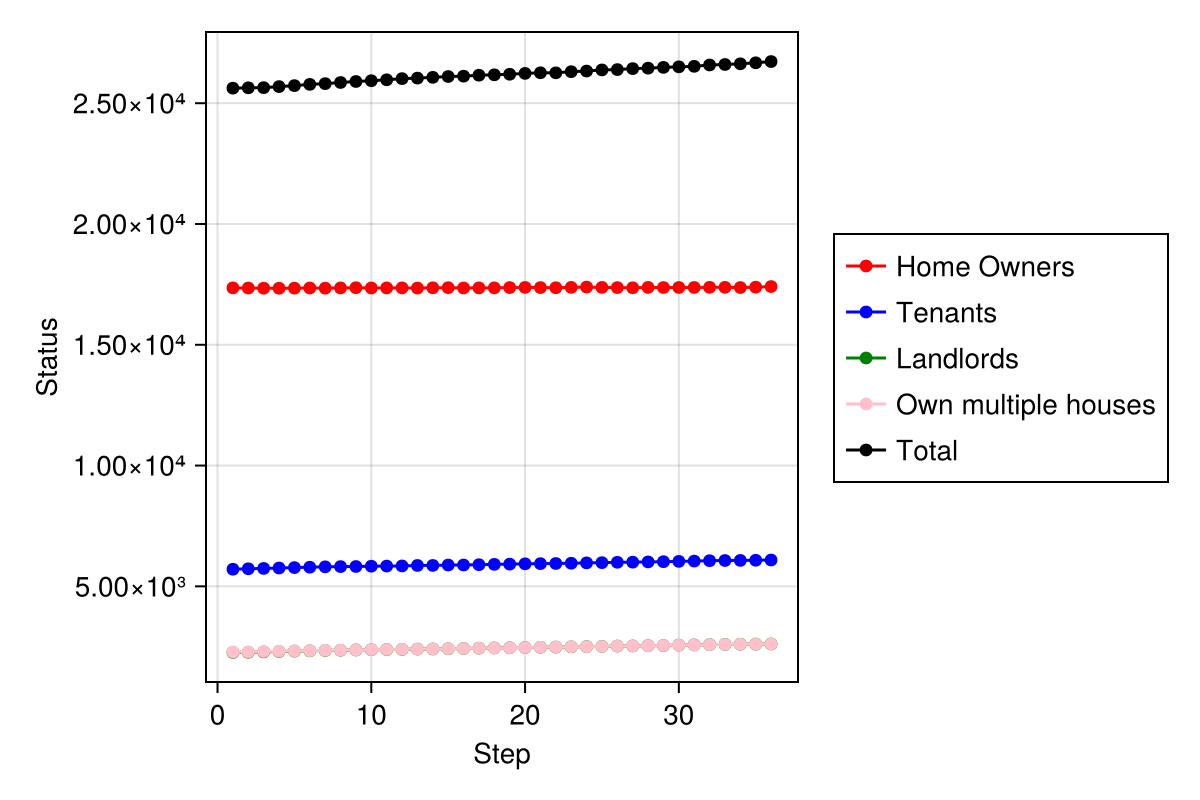 2.50×10⁴
2.00×10⁴
1.50×10⁴
1.00×10⁴
5.00×10³
Status
0 10 20 30
Step
Home Owners
Tenants
Landlords
Own multiple houses
Total